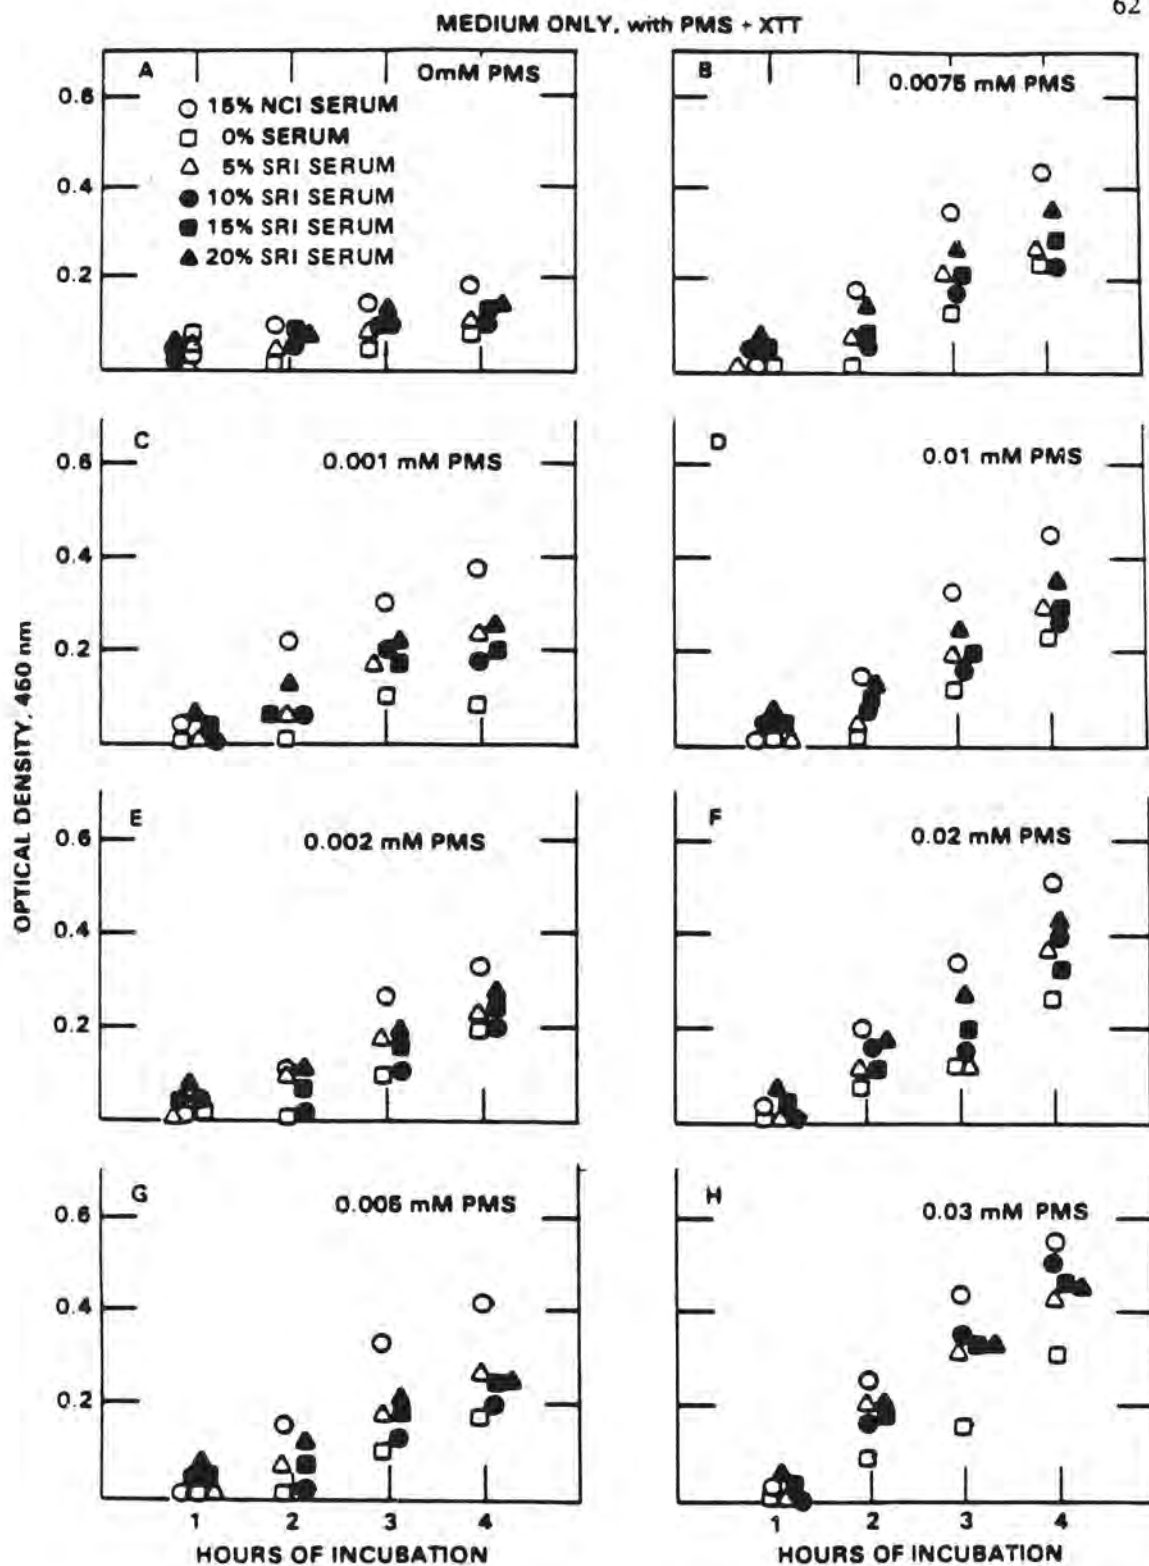 62
MEDIUM ONLY, with PMS + XTT
A
0mM PMS
0.6
0.4
0.2
15% NCI SERUM
0% SERUM
5% SRI SERUM
10% SRI SERUM
15% SRI SERUM
20% SRI SERUM
B
0.0075 mM PMS
C
0.001 mM PMS
0.6
0.4
0.2
D
0.01 mM PMS
OPTICAL DENSITY, 450 nm
E
0.002 mM PMS
0.6
0.4
0.2
F
0.02 mM PMS
G
0.005 mM PMS
0.6
0.4
0.2
1 2 3 4
HOURS OF INCUBATION
H
0.03 mM PMS
1 2 3 4
HOURS OF INCUBATION